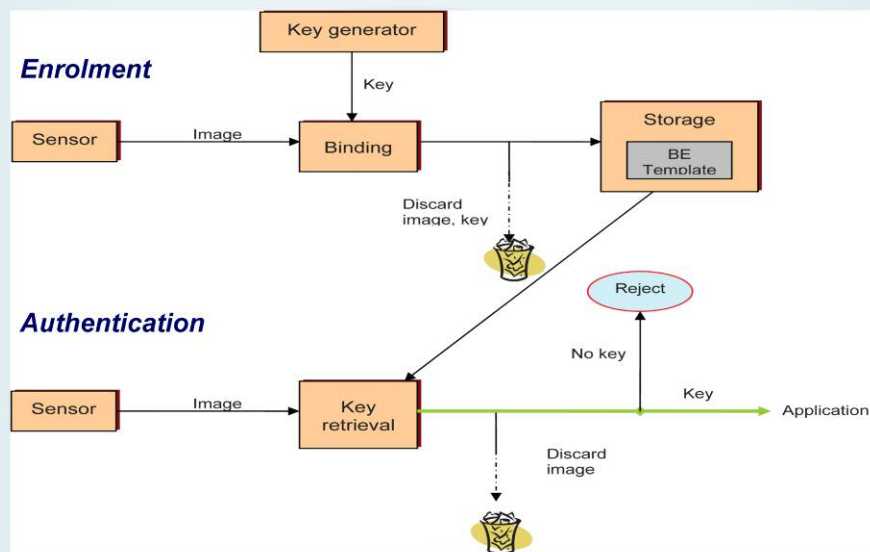 Key generator
Enrolment
Key
Sensor
Image
Binding
Storage
BE
Template
Discard
image, key
Reject
Authentication
No key
Key
Sensor
Image
Key
retrieval
Application
Discard
image